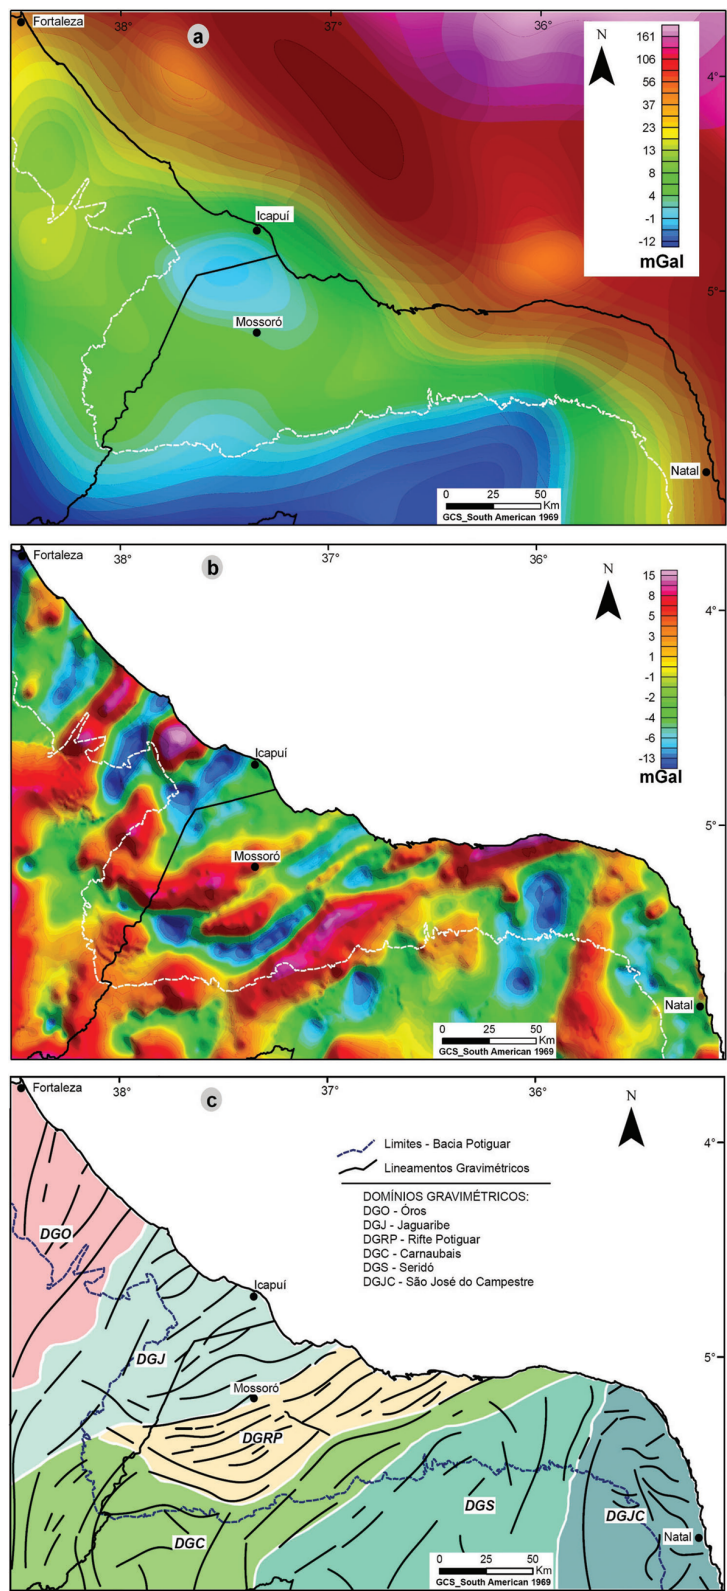 Fortaleza
38°
a
37°
36°
N
161
106
56
37
23
13
8
4
-1
-12
mGal
4°
Icapuí
5°
Mossoró
Natal
0 25 50
Km
GCS_South American 1969
Fortaleza
38°
b
37°
36°
N
15
8
5
3
1
-1
-2
-4
-6
-13
mGal
4°
Icapuí
5°
Mossoró
Natal
0 25 50
Km
GCS_South American 1969
Fortaleza
38°
c
37°
36°
N
4°
Limites - Bacia Potiguar
Lineamentos Gravimétricos
DOMÍNIOS GRAVIMÉTRICOS:
DGO - Óros
DGJ - Jaguaribe
DGRP - Rifte Potiguar
DGC - Carnaubais
DGS - Seridó
DGJC - São José do Campestre
DGO
Icapuí
DGJ
5°
Mossoró
DGRP
DGS
DGJC
Natal
DGC
0 25 50
Km
GCS_South American 1969